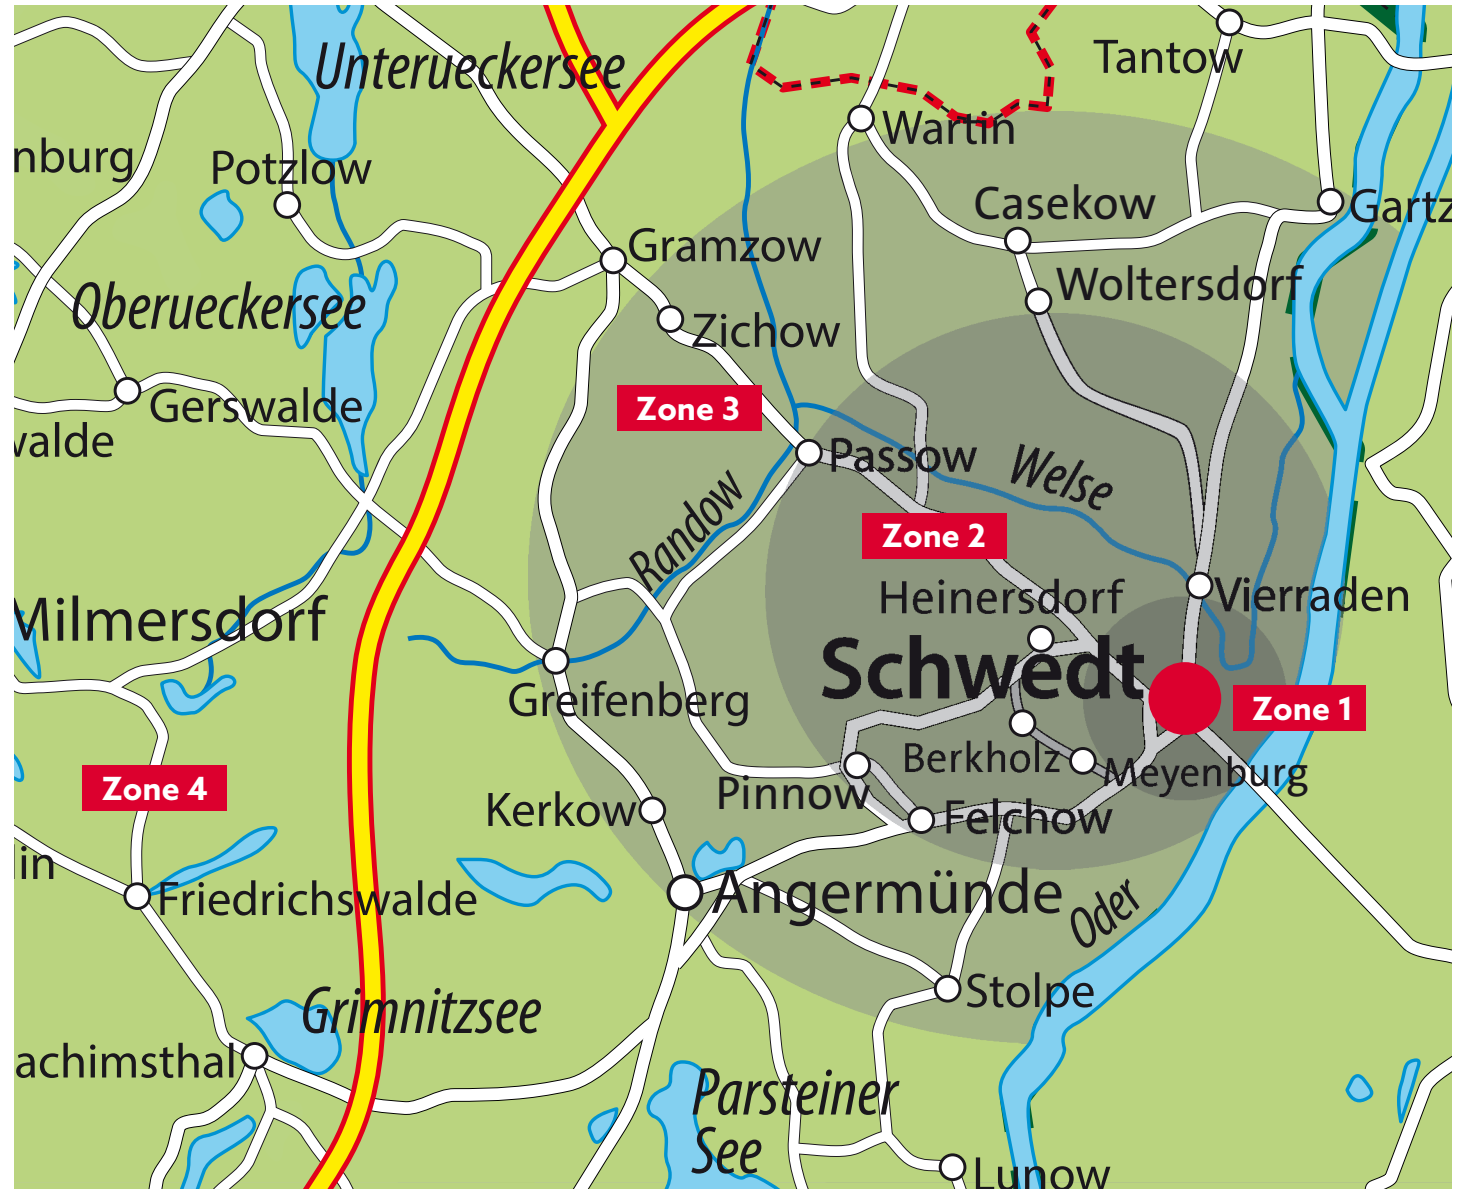 Unterueckersee
Tantow
Wartin
nburg
Potzlow
Casekow
Gartz
Gramzow
Woltersdorf
Oberueckersee
Zichow
Gerswalde
Zone 3
walde
Passow
Welse
Randow
Zone 2
Heinersdorf
Vierraden
Milmersdorf
Schwedt
Greifenberg
Zone 1
Berkholz
Meyenburg
Zone 4
Pinnow
Kerkow
Felchow
lin
Friedrichswalde
Angermünde
Oder
Stolpe
Grimnitzsee
achimsthal
Parsteiner
See
Lunow